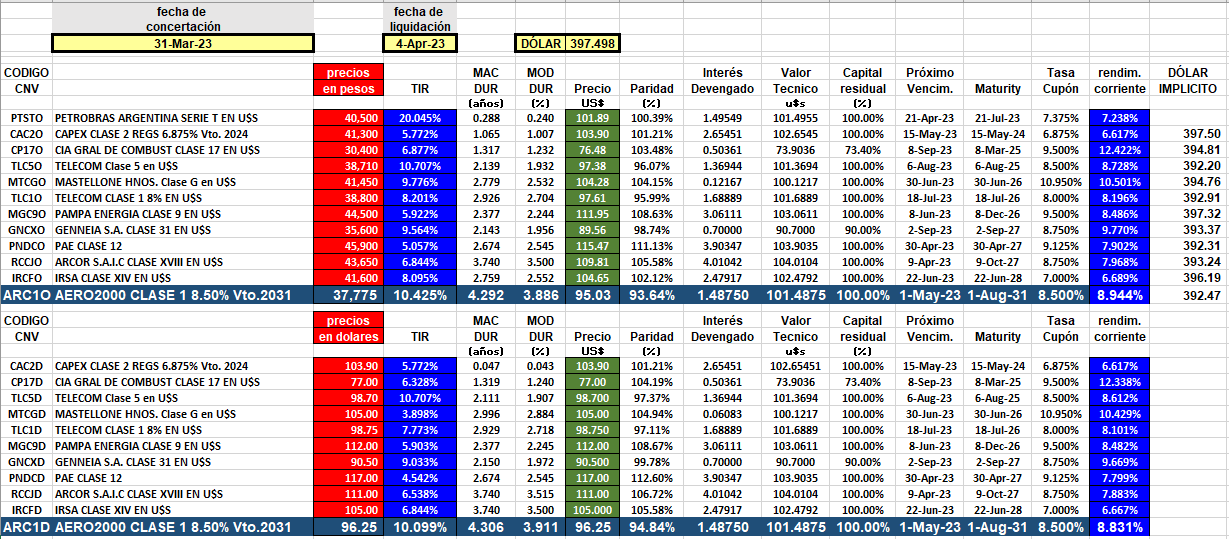 fecha de fecha de
concertación liquidación
31-Mar-23 4-Apr-23 DÓLAR 397.498
CODIGO precios MAC MOD Interés Valor Capital Próximo Tasa rendim. DÓLAR
CNV en pesos TIR DUR DUR Precio Paridad Devengado Tecnico residual Vencim. Maturity Cupón corriente IMPLICITO
(años) (%) US$ (%) u$s (%)
PTSTO PETROBRAS ARGENTINA SERIE T EN U$S 40,500 20.045% 0.288 0.240 101.89 100.39% 1.49549 101.4955 100.00% 21-Apr-23 21-Jul-23 7.375% 7.238%
CAC2O CAPEX CLASE 2 REGS 6.875% Vto. 2024 41,300 5.772% 1.065 1.007 103.90 101.21% 2.65451 102.6545 100.00% 15-May-23 15-May-24 6.875% 6.617% 397.50
CP17O CIA GRAL DE COMBUST CLASE 17 EN U$S 30,400 6.877% 1.317 1.232 76.48 103.48% 0.50361 73.9036 73.40% 8-Sep-23 8-Mar-25 9.500% 12.422% 394.81
TLC5O TELECOM Clase 5 en U$S 38,710 10.707% 2.139 1.932 97.38 96.07% 1.36944 101.3694 100.00% 6-Aug-23 6-Aug-25 8.500% 8.728% 392.20
MTCGO MASTELLONE HNOS. Clase G en U$S 41,450 9.776% 2.779 2.532 104.28 104.15% 0.12167 100.1217 100.00% 30-Jun-23 30-Jun-26 10.950% 10.501% 394.76
TLC1O TELECOM CLASE 1 8% EN U$S 38,800 8.201% 2.926 2.704 97.61 95.99% 1.68889 101.6889 100.00% 18-Jul-23 18-Jul-26 8.000% 8.196% 392.91
MGC9O PAMPA ENERGIA CLASE 9 EN U$S 44,500 5.922% 2.377 2.244 111.95 108.63% 3.06111 103.0611 100.00% 8-Jun-23 8-Dec-26 9.500% 8.486% 397.32
GNCXO GENNEIA S.A. CLASE 31 EN U$S 35,600 9.564% 2.143 1.956 89.56 98.74% 0.70000 90.7000 90.00% 2-Sep-23 2-Sep-27 8.750% 9.770% 393.37
PNDCO PAE CLASE 12 45,900 5.057% 2.674 2.545 115.47 111.13% 3.90347 103.9035 100.00% 30-Apr-23 30-Apr-27 9.125% 7.902% 392.31
RCCJO ARCOR S.A.I.C CLASE XVIII EN U$S 43,650 6.844% 3.740 3.500 109.81 105.58% 4.01042 104.0104 100.00% 9-Apr-23 9-Oct-27 8.750% 7.968% 393.24
IRCFO IRSA CLASE XIV EN U$S 41,600 8.095% 2.759 2.552 104.65 102.12% 2.47917 102.4792 100.00% 22-Jun-23 22-Jun-28 7.000% 6.689% 396.19
ARC1O AERO2000 CLASE 1 8.50% Vto.2031 37,775 10.425% 4.292 3.886 95.03 93.64% 1.48750 101.4875 100.00% 1-May-23 1-Aug-31 8.500% 8.944% 392.47
CODIGO precios MAC MOD Interés Valor Capital Próximo Tasa rendim.
CNV en dolares TIR DUR DUR Precio Paridad Devengado Tecnico residual Vencim. Maturity Cupón corriente
(años) (%) US$ (%) u$s (%)
CAC2D CAPEX CLASE 2 REGS 6.875% Vto. 2024 103.90 5.772% 0.047 0.043 103.90 101.21% 2.65451 102.65451 100.00% 15-May-23 15-May-24 6.875% 6.617%
CP17D CIA GRAL DE COMBUST CLASE 17 EN U$S 77.00 6.328% 1.319 1.240 77.00 104.19% 0.50361 73.9036 73.40% 8-Sep-23 8-Mar-25 9.500% 12.338%
TLC5D TELECOM Clase 5 en U$S 98.70 10.707% 2.111 1.907 98.700 97.37% 1.36944 101.3694 100.00% 6-Aug-23 6-Aug-25 8.500% 8.612%
MTCGD MASTELLONE HNOS. Clase G en U$S 105.00 3.898% 2.996 2.884 105.00 104.94% 0.06083 100.1217 100.00% 30-Jun-23 30-Jun-26 10.950% 10.429%
TLC1D TELECOM CLASE 1 8% EN U$S 98.75 7.773% 2.929 2.718 98.750 97.11% 1.68889 101.6889 100.00% 18-Jul-23 18-Jul-26 8.000% 8.101%
MGC9D PAMPA ENERGIA CLASE 9 EN U$S 112.00 5.903% 2.377 2.245 112.00 108.67% 3.06111 103.0611 100.00% 8-Jun-23 8-Dec-26 9.500% 8.482%
GNCXD GENNEIA S.A. CLASE 31 EN U$S 90.50 9.033% 2.150 1.972 90.500 99.78% 0.70000 90.7000 90.00% 2-Sep-23 2-Sep-27 8.750% 9.669%
PNDCD PAE CLASE 12 117.00 4.542% 2.674 2.545 117.00 112.60% 3.90347 103.9035 100.00% 30-Apr-23 30-Apr-27 9.125% 7.799%
RCCJD ARCOR S.A.I.C CLASE XVIII EN U$S 111.00 6.538% 3.740 3.515 111.00 106.72% 4.01042 104.0104 100.00% 9-Apr-23 9-Oct-27 8.750% 7.883%
IRCFD IRSA CLASE XIV EN U$S 105.00 6.844% 3.740 3.500 105.000 105.58% 2.47917 102.4792 100.00% 22-Jun-23 22-Jun-28 7.000% 6.667%
ARC1D AERO2000 CLASE 1 8.50% Vto.2031 96.25 10.099% 4.306 3.911 96.25 94.84% 1.48750 101.4875 100.00% 1-May-23 1-Aug-31 8.500% 8.831%